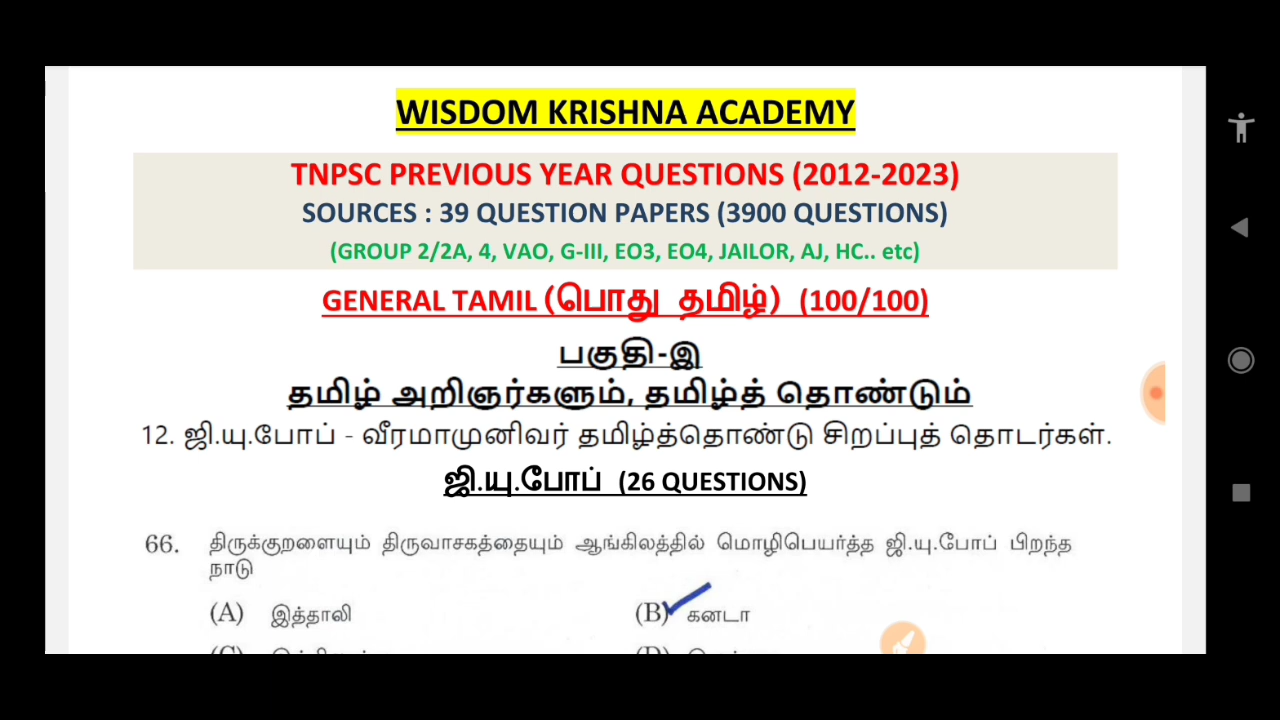 WISDOM KRISHNA ACADEMY
TNPSC PREVIOUS YEAR QUESTIONS (2012-2023)
SOURCES : 39 QUESTION PAPERS (3900 QUESTIONS)
(GROUP 2/2A, 4, VAO, G-III, EO3, EO4, JAILOR, AJ, HC.. etc)
GENERAL TAMIL (பொது தமிழ்) (100/100)
பகுதி-இ
தமிழ் அறிஞர்களும், தமிழ்த் தொண்டும்
12. ஜி.யு.போப் - வீரமாமுனிவர் தமிழ்த்தொண்டு சிறப்புத் தொடர்கள்.
ஜி.யு.போப் (26 QUESTIONS)
66. திருக்குறளையும் திருவாசகத்தையும் ஆங்கிலத்தில் மொழிபெயர்த்த ஜி.யு.போப் பிறந்த
நாடு
(A) இத்தாலி (B) கனடா